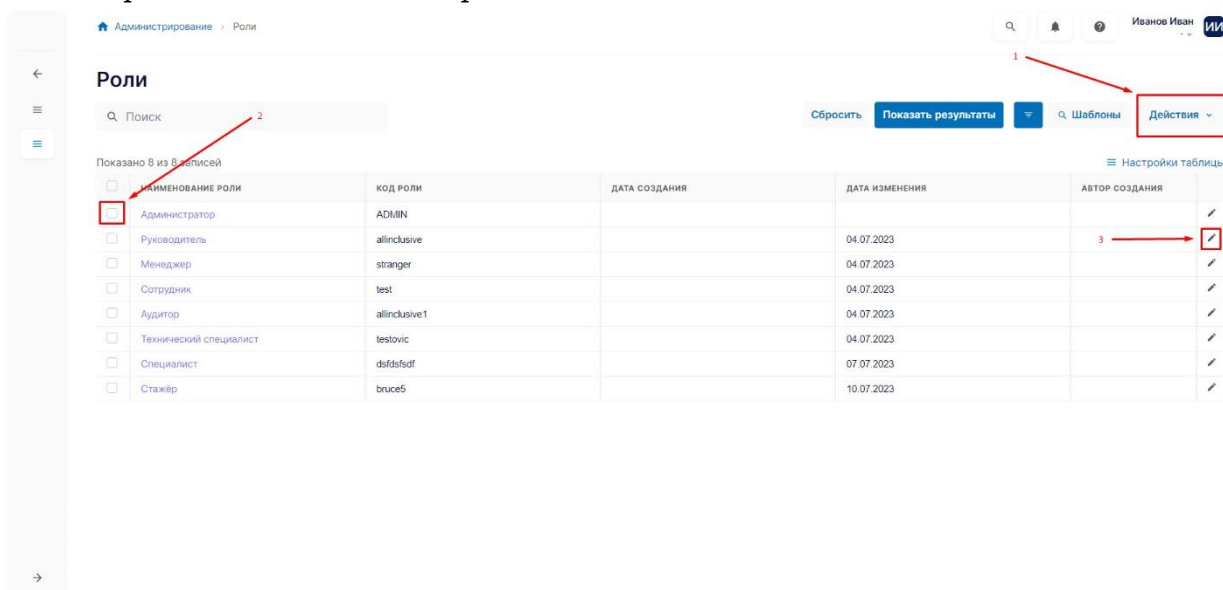 Администрирование > Роли
Иванов Иван
ИИ
1
Роли
Поиск
2
Сбросить Показать результаты Шаблоны Действия
Показано 8 из 8 записей
Настройки таблицы
НАИМЕНОВАНИЕ РОЛИ КОД РОЛИ ДАТА СОЗДАНИЯ ДАТА ИЗМЕНЕНИЯ АВТОР СОЗДАНИЯ
Администратор ADMIN
Руководитель allinclusive 04.07.2023 3
Менеджер stranger 04.07.2023
Сотрудник test 04.07.2023
Аудитор allinclusive1 04.07.2023
Технический специалист testovic 04.07.2023
Специалист dsfdsfsdf 07.07.2023
Стажёр bruce5 10.07.2023